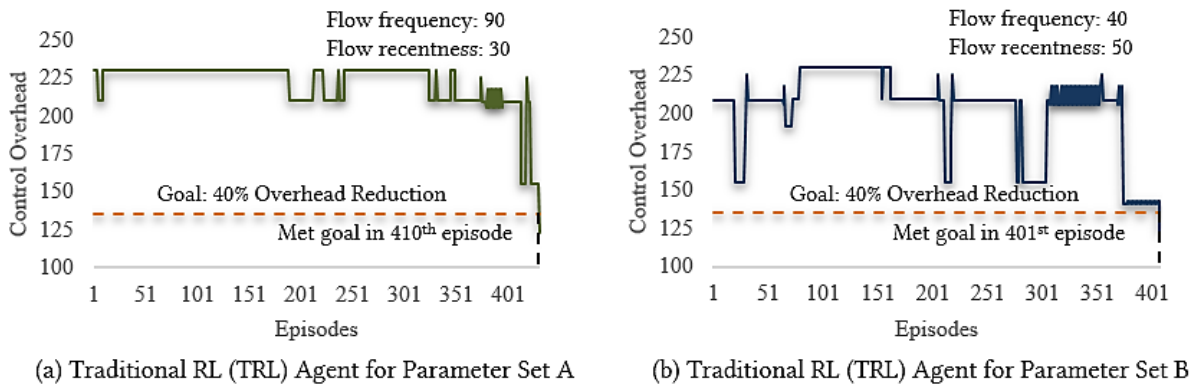 Flow frequency: 90
Flow recentness: 30
250
225
200
175
150
125
100
Control Overhead
Goal: 40% Overhead Reduction
Met goal in 410th episode
1 51 101 151 201 251 301 351 401
Episodes
(a) Traditional RL (TRL) Agent for Parameter Set A
Flow frequency: 40
Flow recentness: 50
250
225
200
175
150
125
100
Control Overhead
Goal: 40% Overhead Reduction
Met goal in 401st episode
1 51 101 151 201 251 301 351 401
Episodes
(b) Traditional RL (TRL) Agent for Parameter Set B